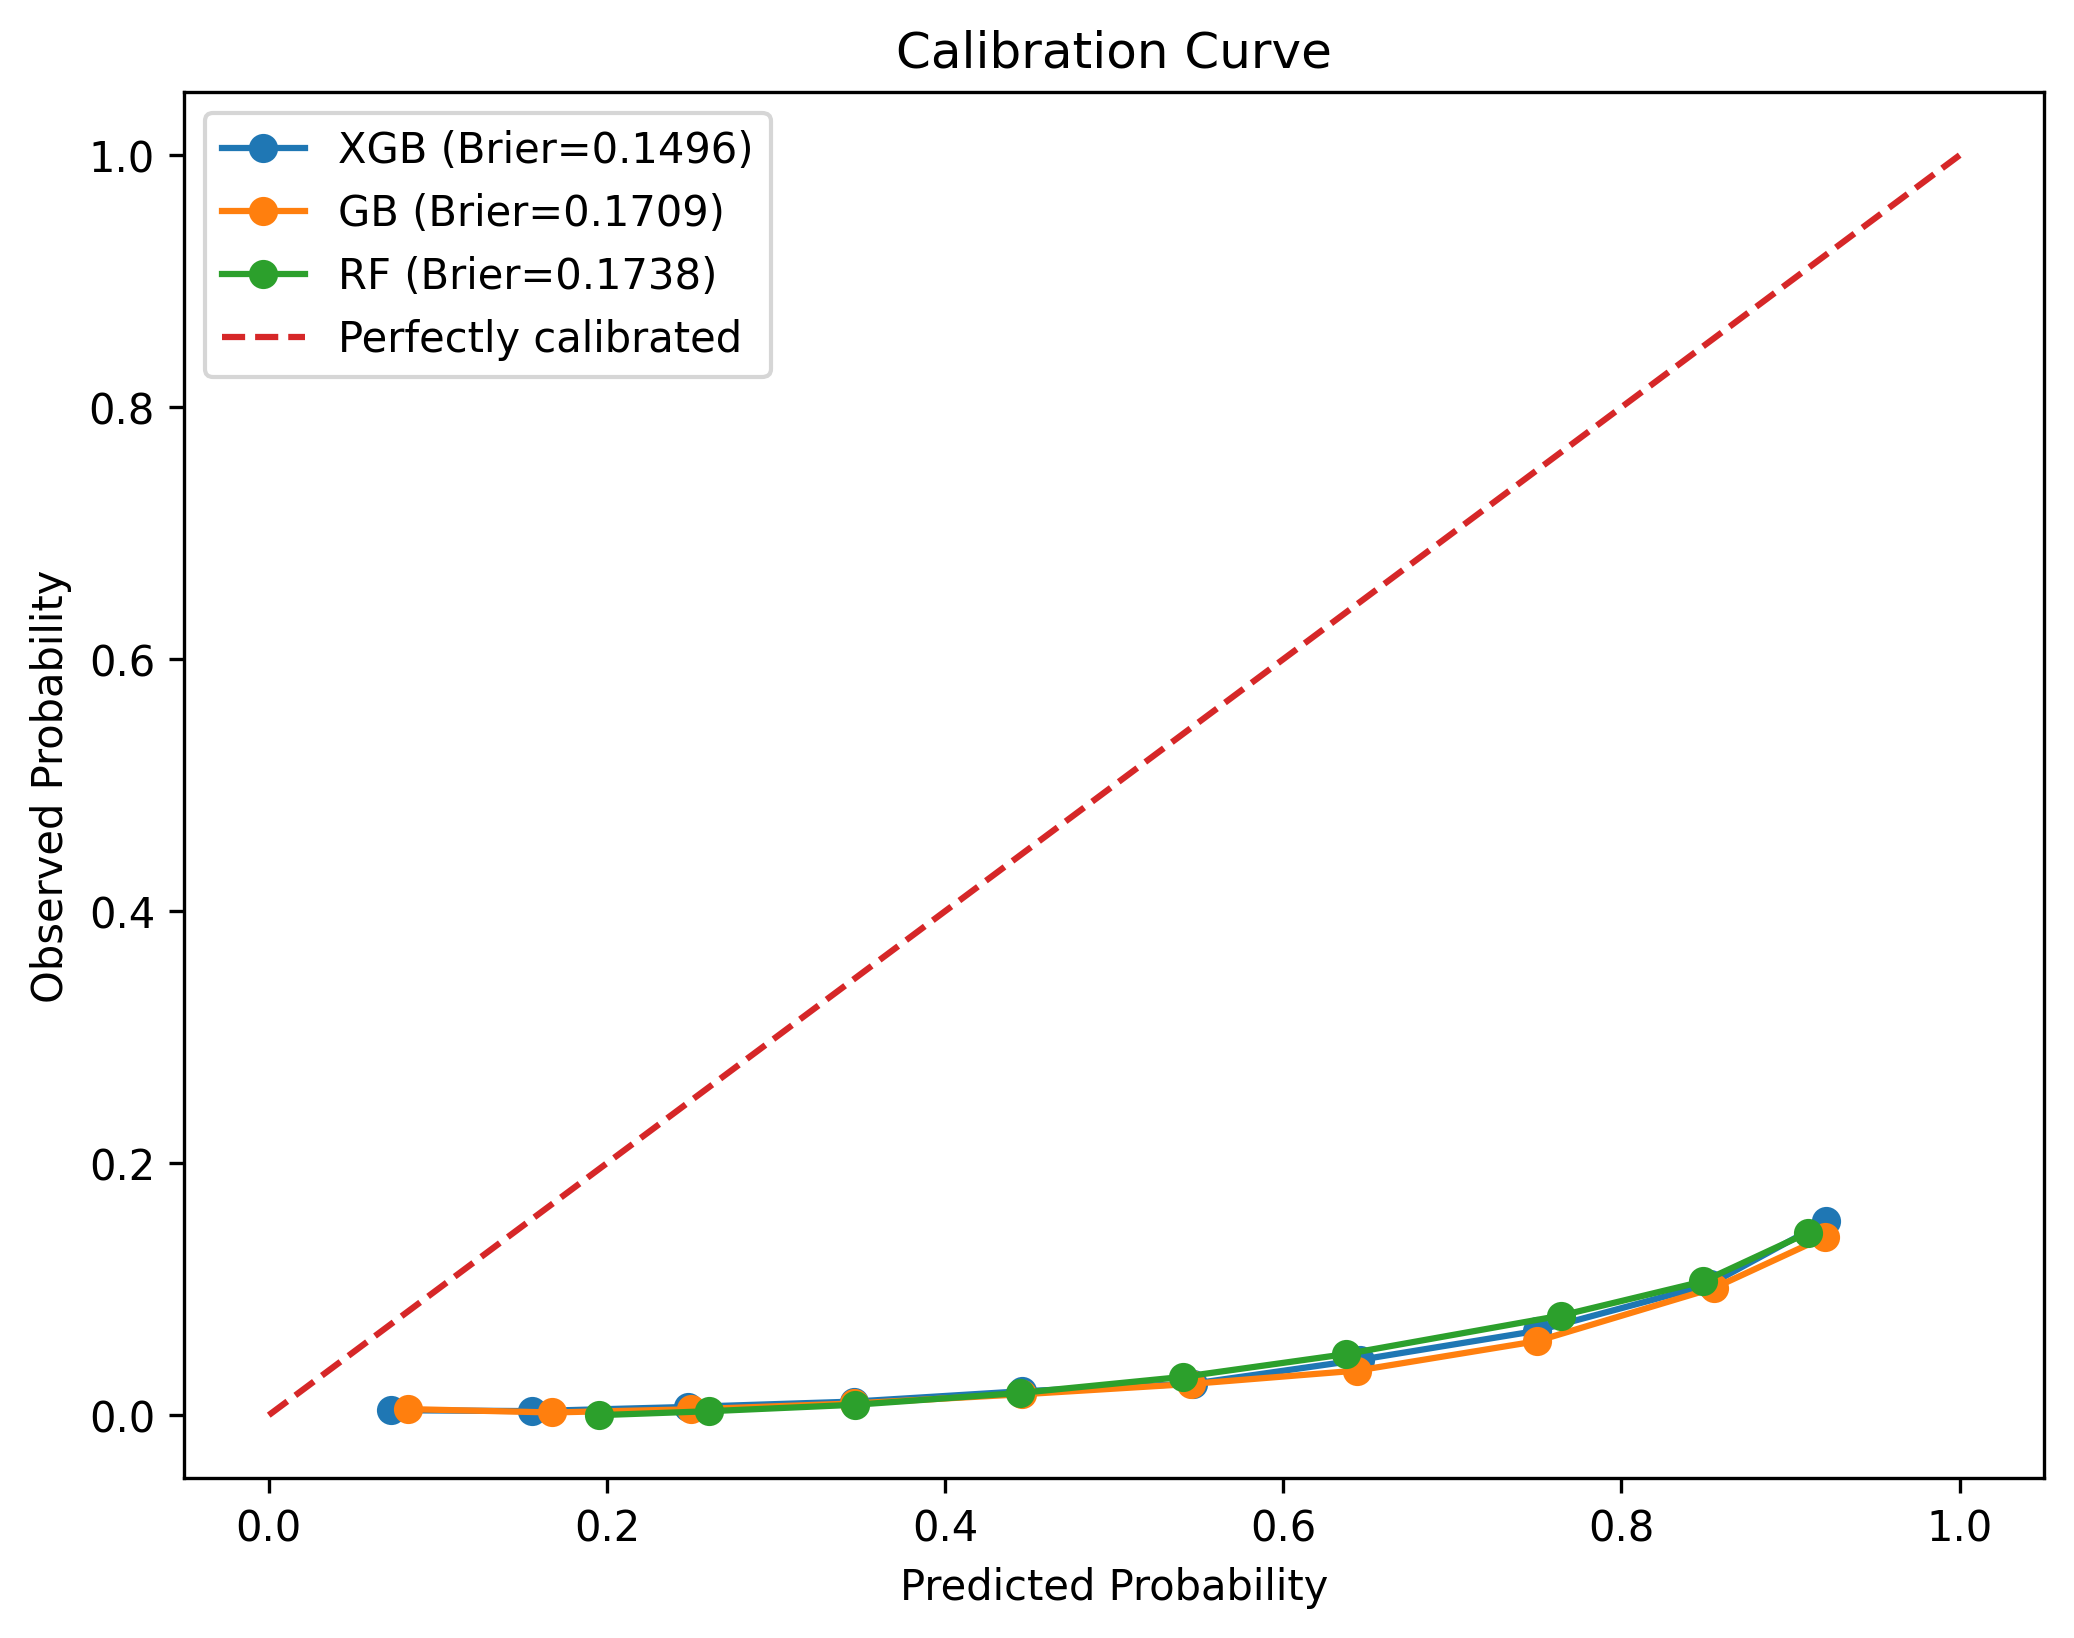 Calibration Curve
XGB (Brier=0.1496)
GB (Brier=0.1709)
RF (Brier=0.1738)
Perfectly calibrated
1.0
0.8
0.6
0.4
0.2
0.0
Observed Probability
0.0 0.2 0.4 0.6 0.8 1.0
Predicted Probability